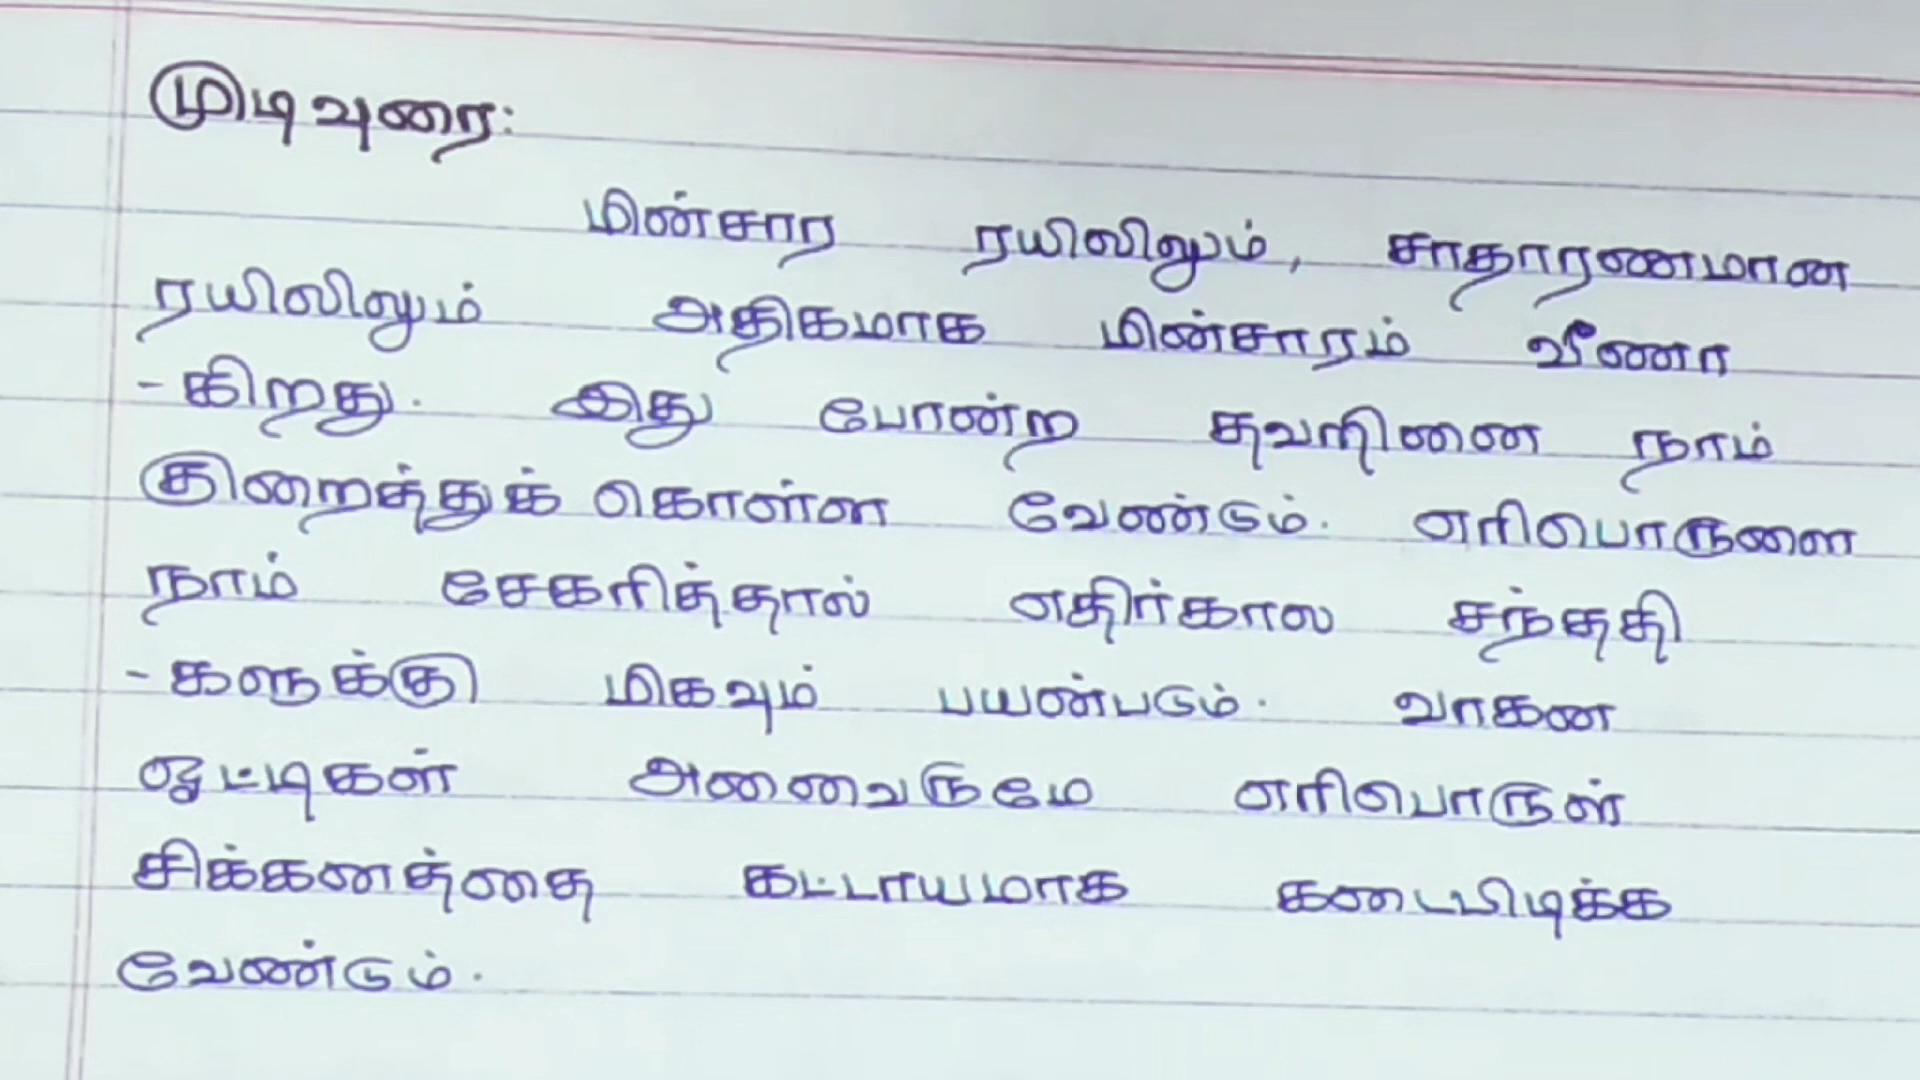 முடிவுரை:
மின்சார ரயிலிலும், சாதாரணமான
ரயிலிலும் அதிகமாக மின்சாரம் வீணா
-கிறது. இது போன்ற தவறினை நாம்
குறைத்துக் கொள்ள வேண்டும். எரிபொருளை
நாம் சேகரித்தால் எதிர்கால சந்ததி
-களுக்கு மிகவும் பயன்படும். வாகன
ஓட்டிகள் அனைவருமே எரிபொருள்
சிக்கனத்தை கட்டாயமாக கடைபிடிக்க
வேண்டும்.